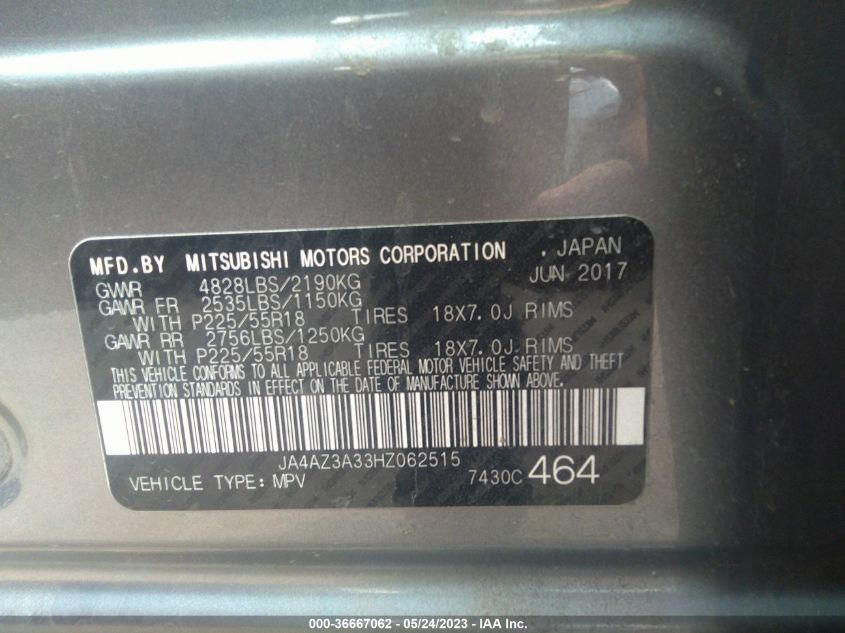 MFD.BY MITSUBISHI MOTORS CORPORATION . JAPAN
GVWR 4828LBS/2190KG JUN 2017
GAWR FR 2535LBS/1150KG
WITH P225/55R18 TIRES 18X7.0J RIMS
GAWR RR 2756LBS/1250KG
WITH P225/55R18 TIRES 18X7.0J RIMS
THIS VEHICLE CONFORMS TO ALL APPLICABLE FEDERAL MOTOR VEHICLE SAFETY AND THEFT
PREVENTION STANDARDS IN EFFECT ON THE DATE OF MANUFACTURE SHOWN ABOVE.
JA4AZ3A33HZ062515
VEHICLE TYPE: MPV 7430C 464
000-36667062 - 05/24/2023 - IAA Inc.